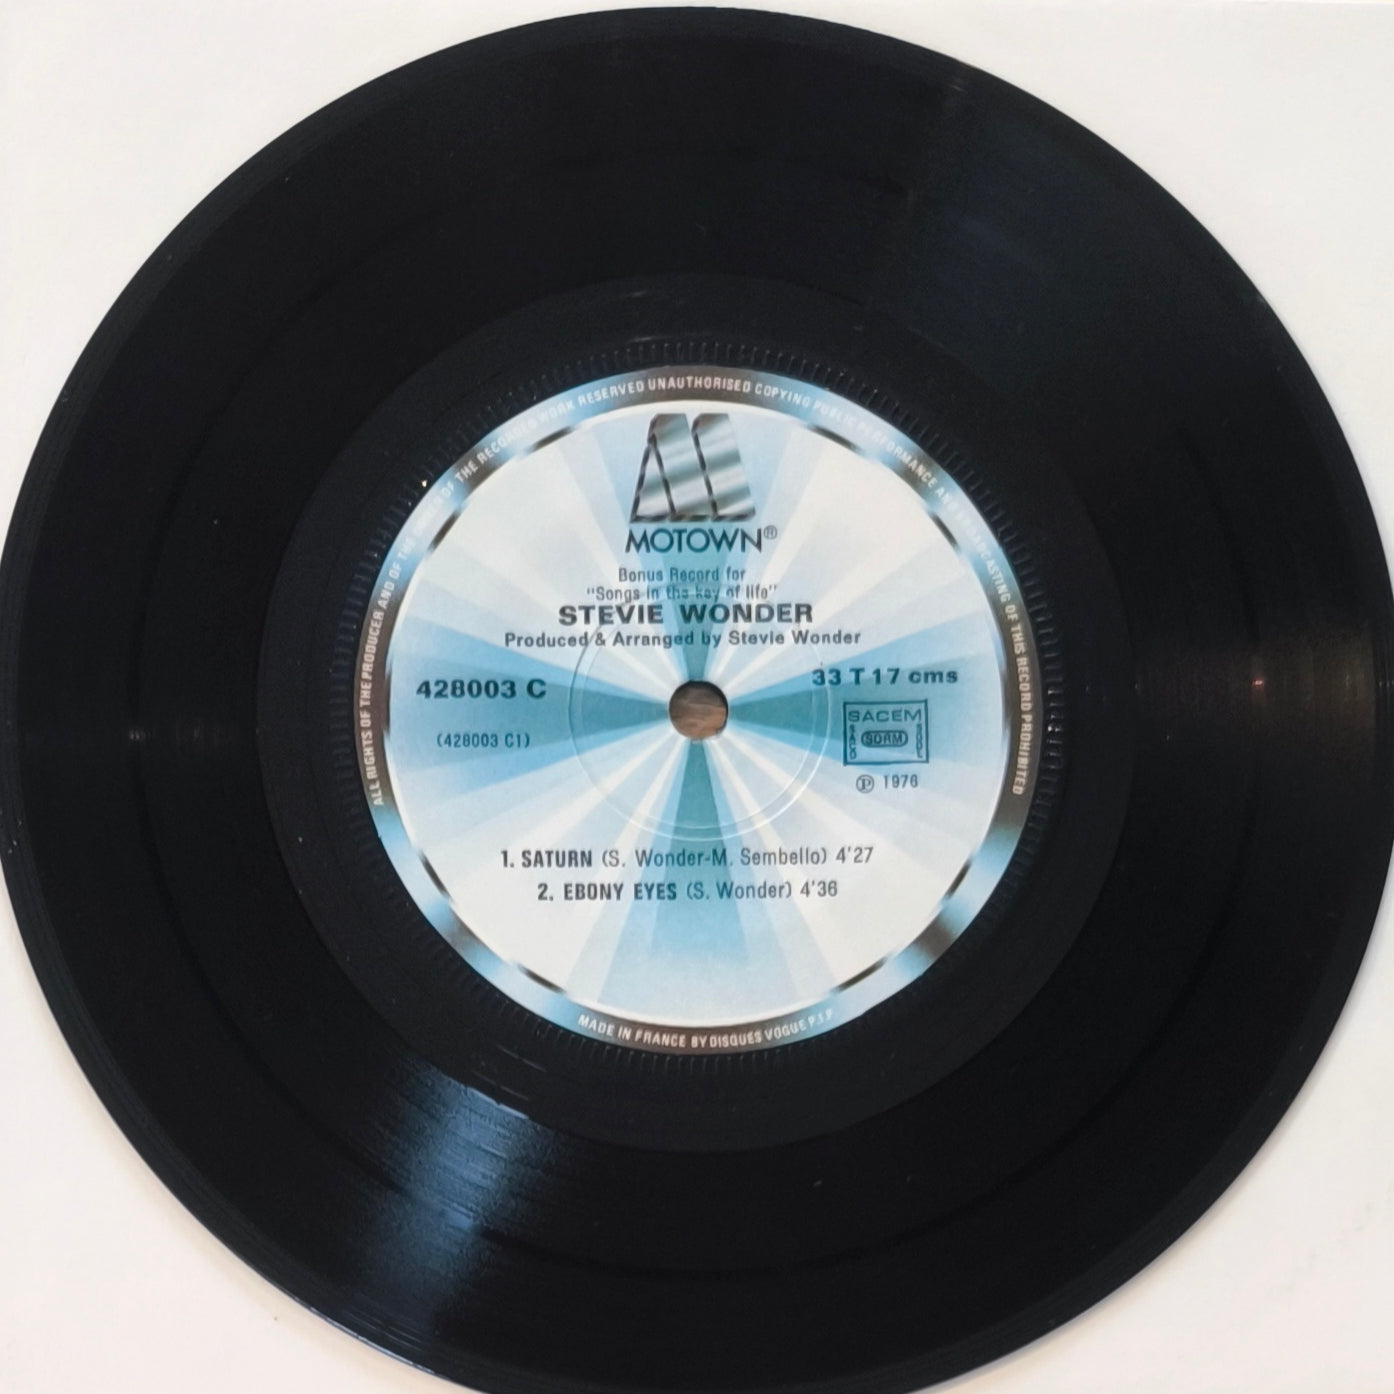 ALL RIGHTS OF THE PRODUCER AND OF THE OWNER OF THE RECORDED WORK RESERVED UNAUTHORISED COPYING PUBLIC PERFORMANCE AND BROADCASTING OF THIS RECORD PROHIBITED
MOTOWN®
Bonus Record for
"Songs in the key of life"
STEVIE WONDER
Produced & Arranged by Stevie Wonder
428003 C
33 T 17 cms
(428003 C1)
SACEM
SDRM
℗ 1976
1. SATURN (S. Wonder-M. Sembello) 4'27
2. EBONY EYES (S. Wonder) 4'36
MADE IN FRANCE BY DISQUES VOGUE P.I.P